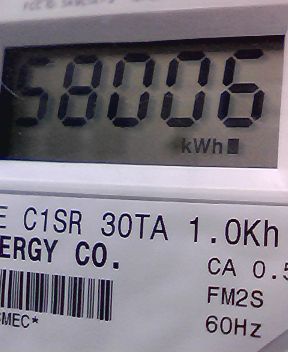 58006
kWh
E C1SR 30TA 1.0Kh
ERGY CO.
CA 0.5
FM2S
MEC*
60Hz